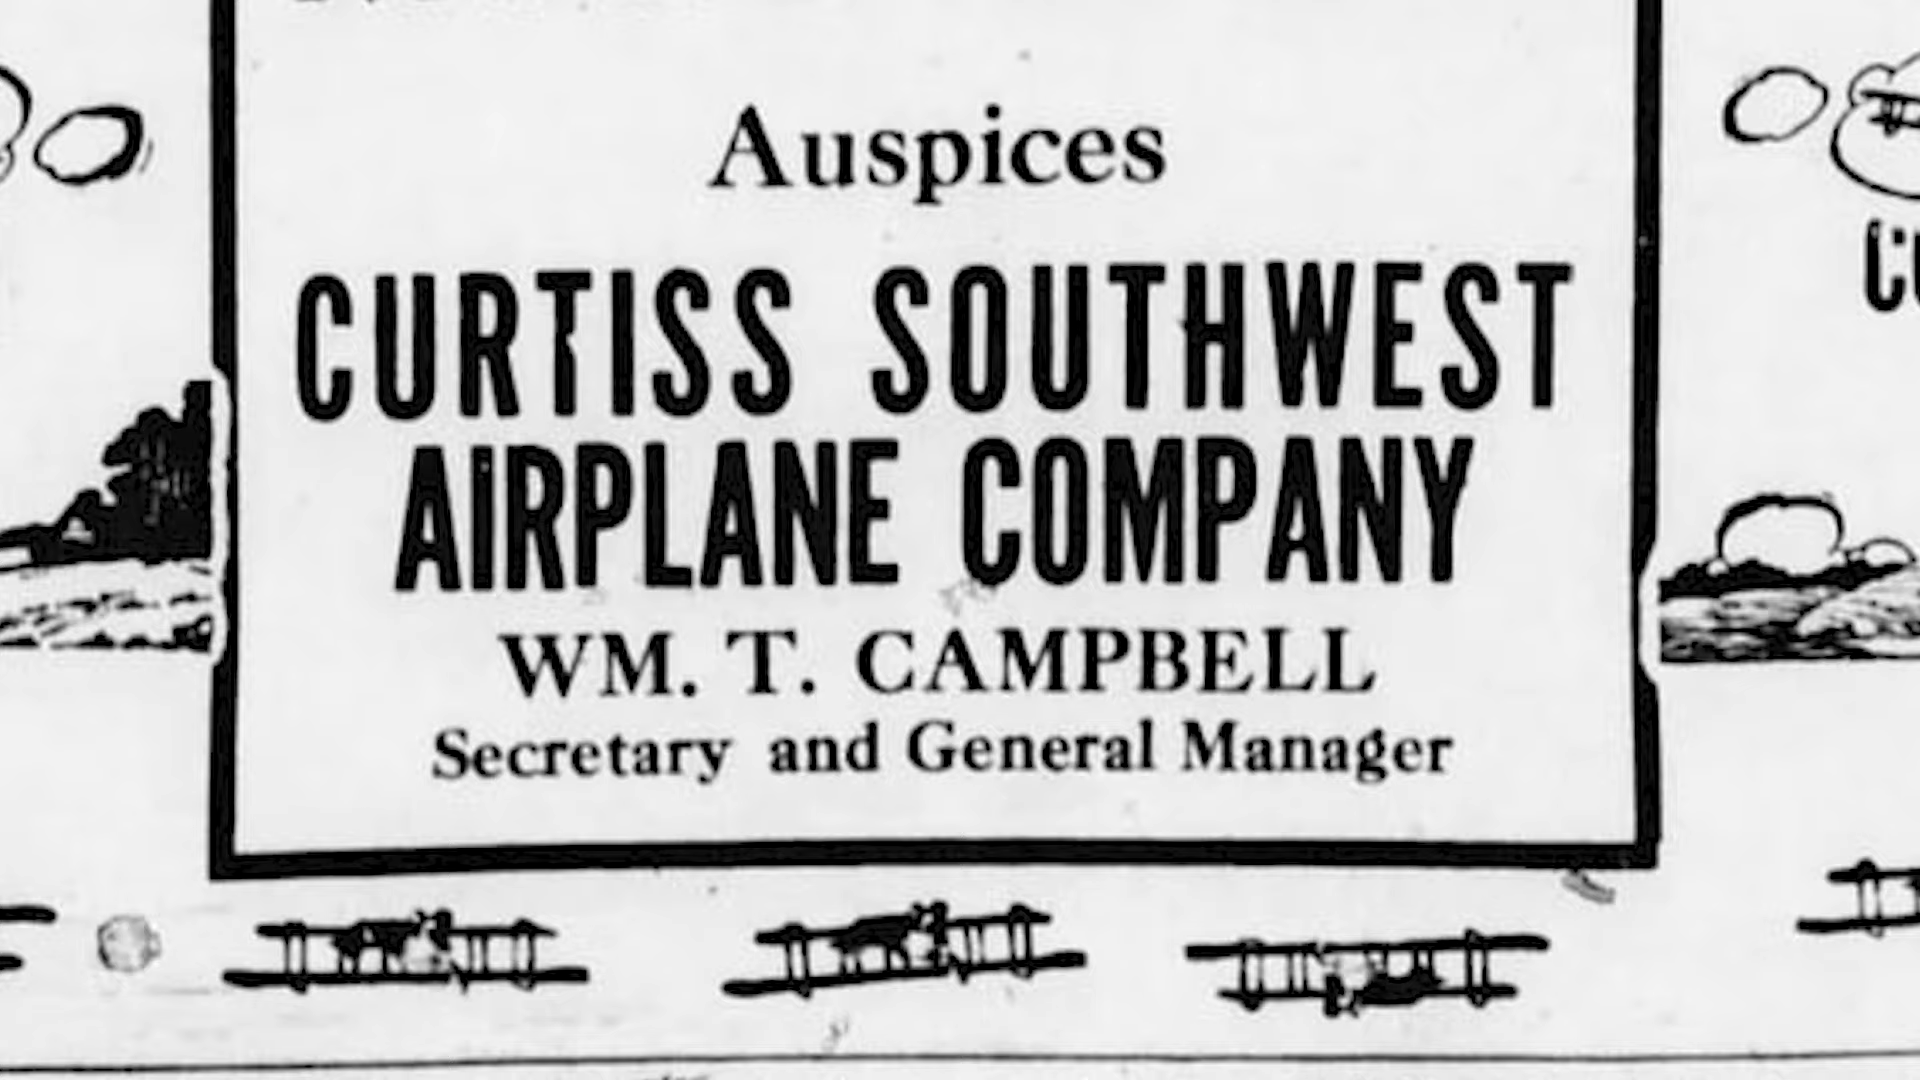 Auspices
CURTISS SOUTHWEST
AIRPLANE COMPANY
WM. T. CAMPBELL
Secretary and General Manager